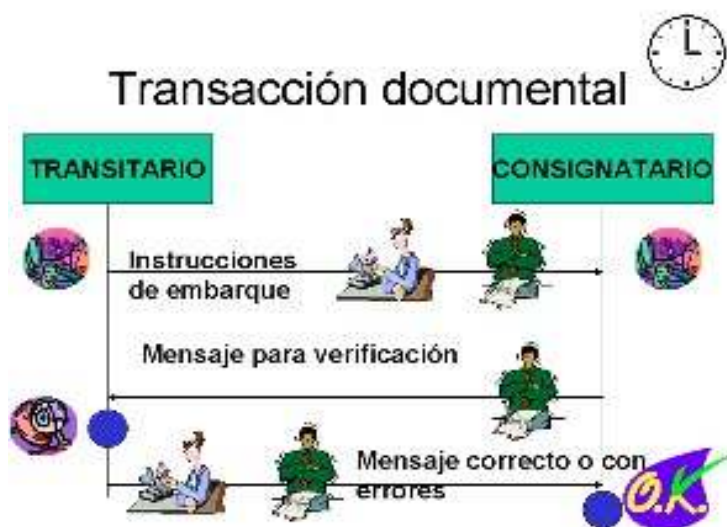 Transacción documental
TRANSITARIO
CONSIGNATARIO
Instrucciones
de embarque
Mensaje para verificación
Mensaje correcto o con
errores
O.K.